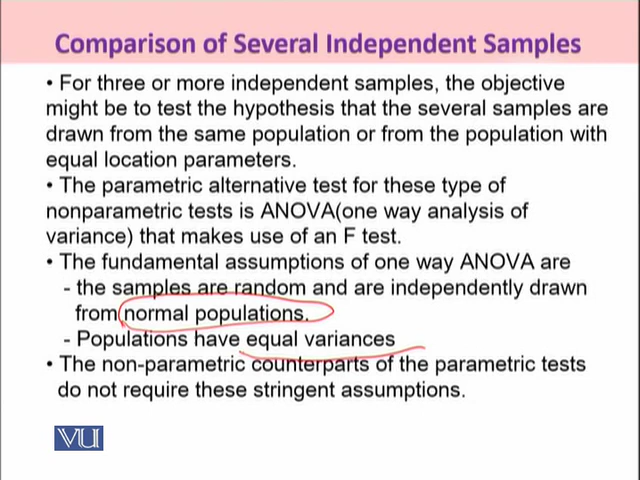 Comparison of Several Independent Samples
• For three or more independent samples, the objective
might be to test the hypothesis that the several samples are
drawn from the same population or from the population with
equal location parameters.
• The parametric alternative test for these type of
nonparametric tests is ANOVA(one way analysis of
variance) that makes use of an F test.
• The fundamental assumptions of one way ANOVA are
- the samples are random and are independently drawn
from normal populations.
- Populations have equal variances
• The non-parametric counterparts of the parametric tests
do not require these stringent assumptions.
VU